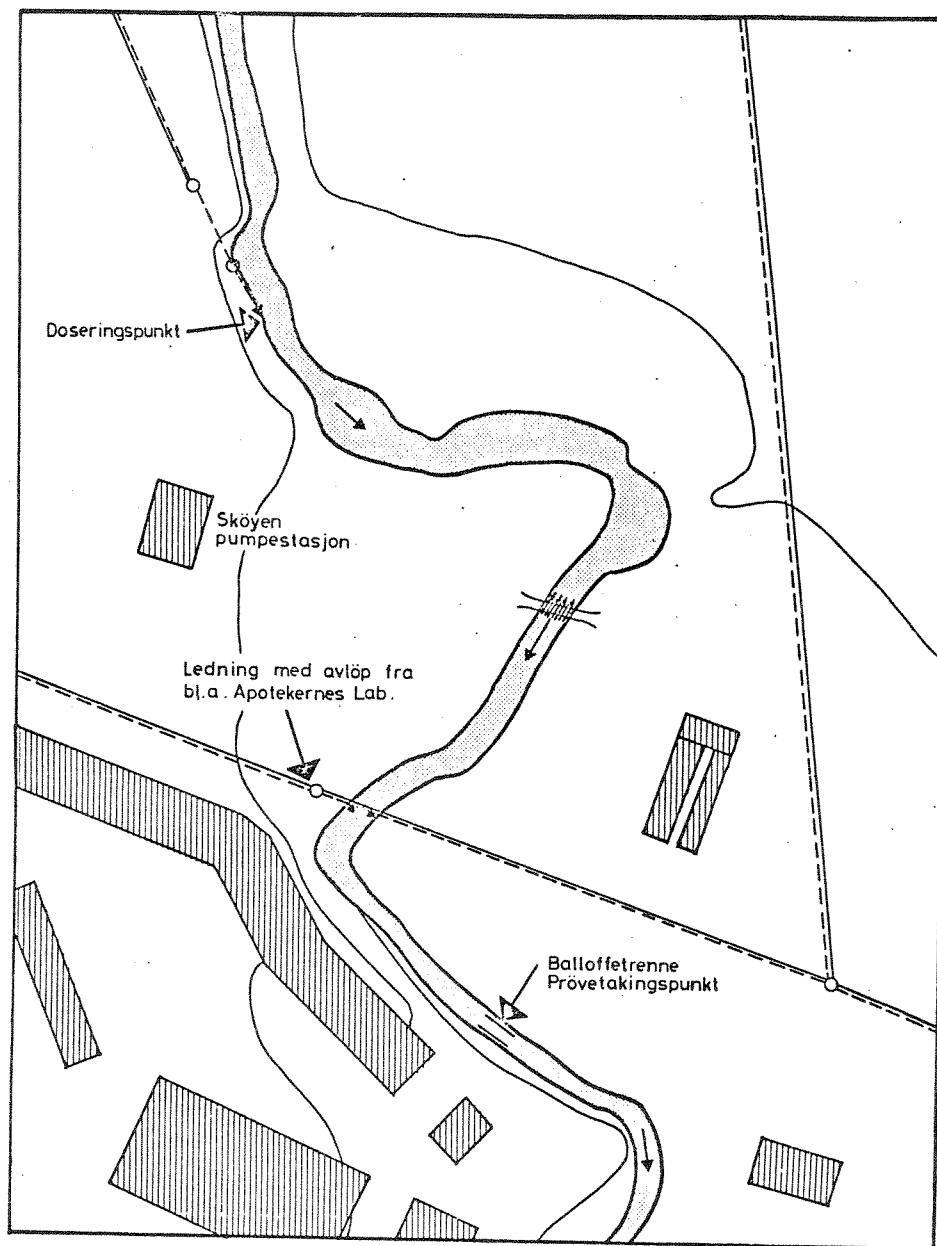 Doseringspunkt
Sköyen
pumpestasjon
Ledning med avlöp fra
bl.a. Apotekernes Lab.
Balloffetrenne
Prövetakingspunkt